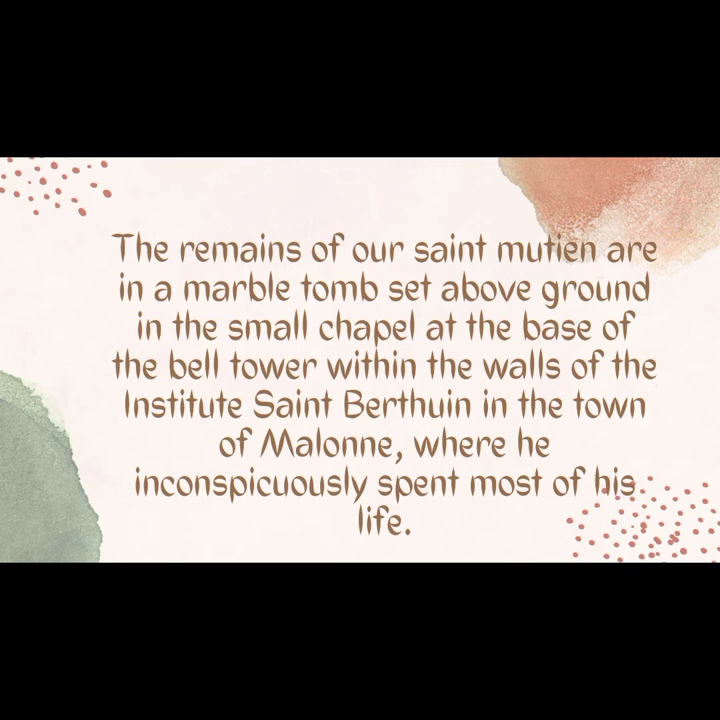 The remains of our saint mutien are
in a marble tomb set above ground
in the small chapel at the base of
the bell tower within the walls of the
Institute Saint Berthuin in the town
of Malonne, where he
inconspicuously spent most of his
life.